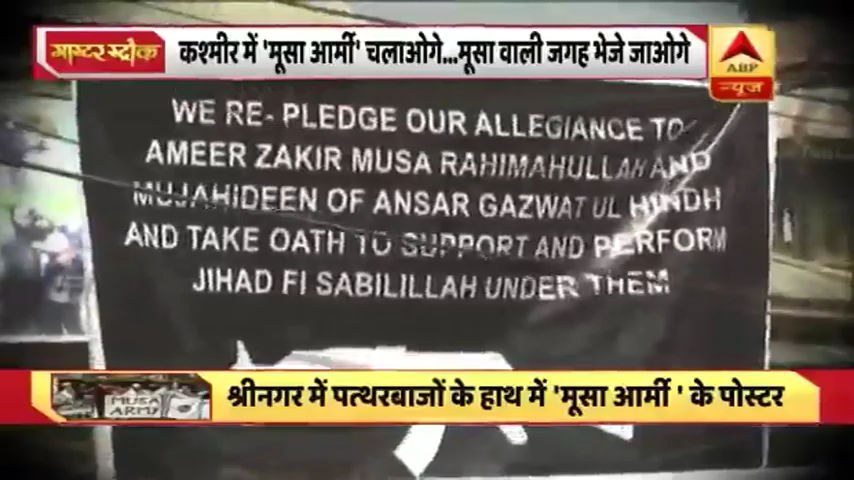 मास्टर स्ट्रोक
कश्मीर में 'मूसा आर्मी' चलाओगे...मूसा वाली जगह भेजे जाओगे
ABP
न्यूज़
WE RE- PLEDGE OUR ALLEGIANCE TO
AMEER ZAKIR MUSA RAHIMAHULLAH AND
MUJAHIDEEN OF ANSAR GAZWAT UL HINDH
AND TAKE OATH TO SUPPORT AND PERFORM
JIHAD FI SABILILLAH UNDER THEM
MUSA
ARMY
श्रीनगर में पत्थरबाजों के हाथ में 'मूसा आर्मी ' के पोस्टर